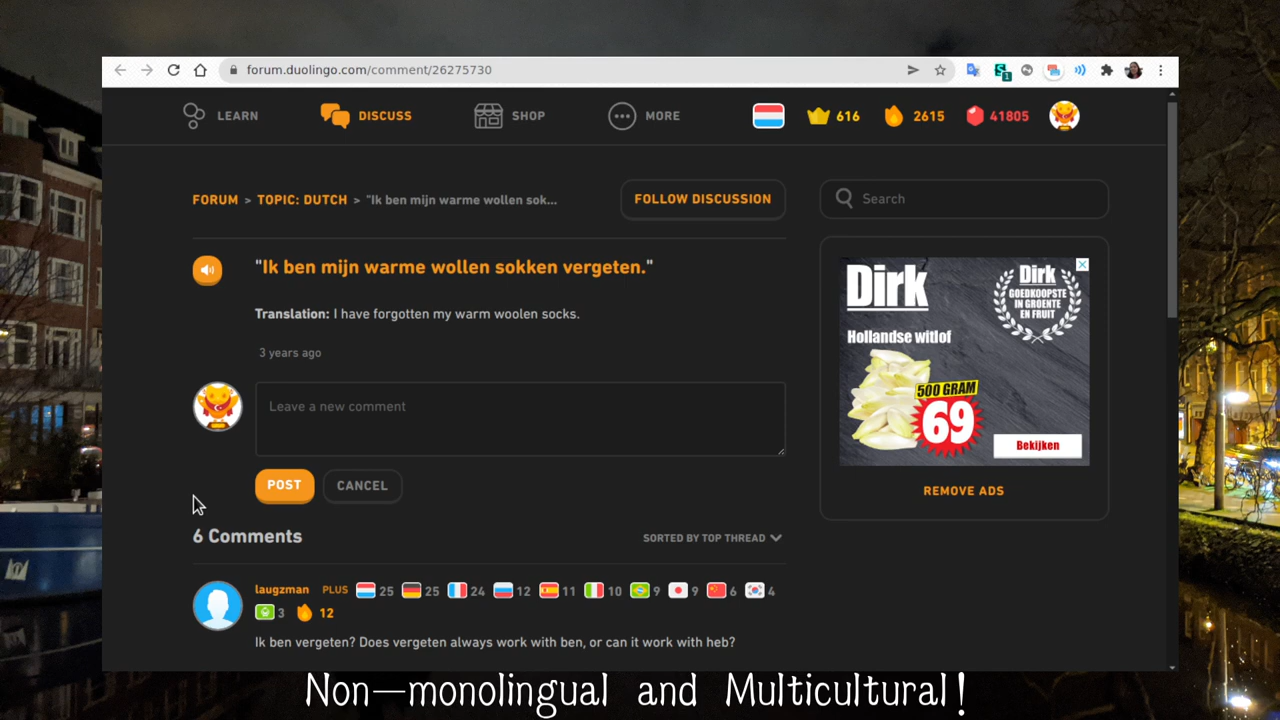 forum.duolingo.com/comment/26275730
LEARN DISCUSS SHOP MORE 616 2615 41805
FORUM > TOPIC: DUTCH > "Ik ben mijn warme wollen sok... FOLLOW DISCUSSION
Search
"Ik ben mijn warme wollen sokken vergeten."
Translation: I have forgotten my warm woolen socks.
3 years ago
Leave a new comment
POST CANCEL
Dirk
Dirk
GOEDKOOPSTE
IN GROENTE
EN FRUIT
Hollandse witlof
500 GRAM
69
Bekijken
REMOVE ADS
6 Comments SORTED BY TOP THREAD
laugzman PLUS 25 25 24 12 11 10 9 9 6 4
3 12
Ik ben vergeten? Does vergeten always work with ben, or can it work with heb?
Non-monolingual and Multicultural!